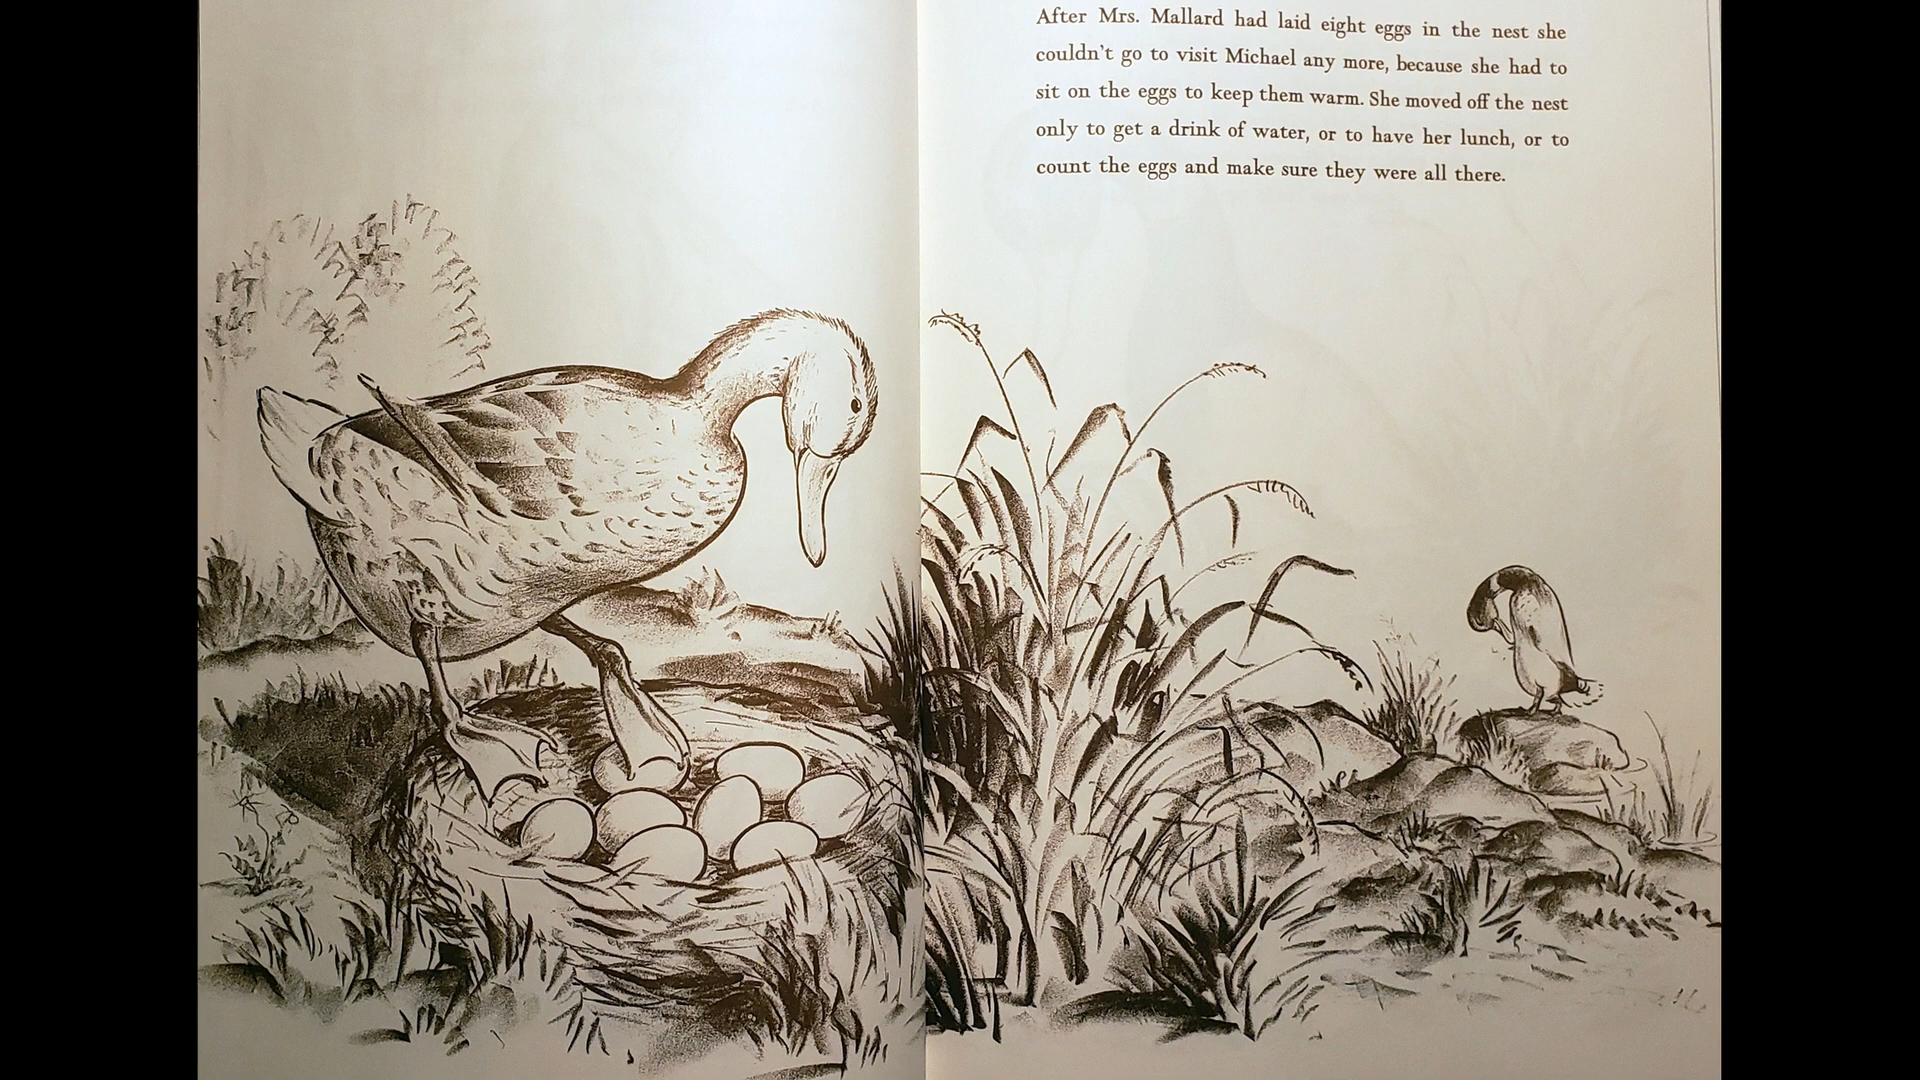 After Mrs. Mallard had laid eight eggs in the nest she
couldn't go to visit Michael any more, because she had to
sit on the eggs to keep them warm. She moved off the nest
only to get a drink of water, or to have her lunch, or to
count the eggs and make sure they were all there.